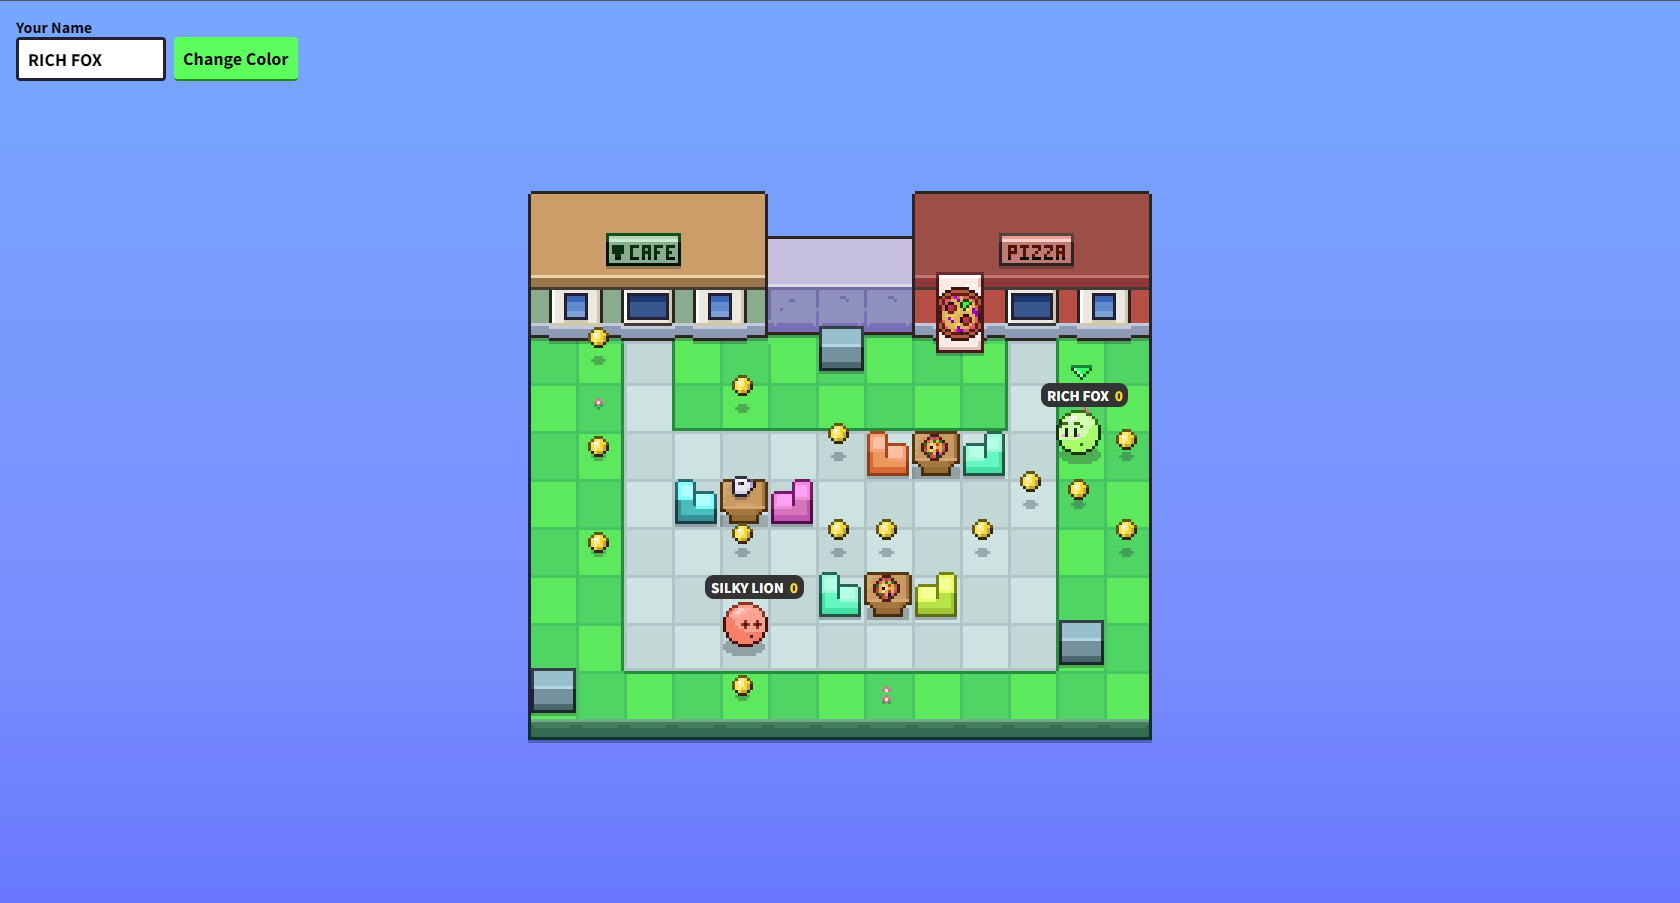 Your Name
RICH FOX
Change Color
CAFE
PIZZA
RICH FOX 0
SILKY LION 0